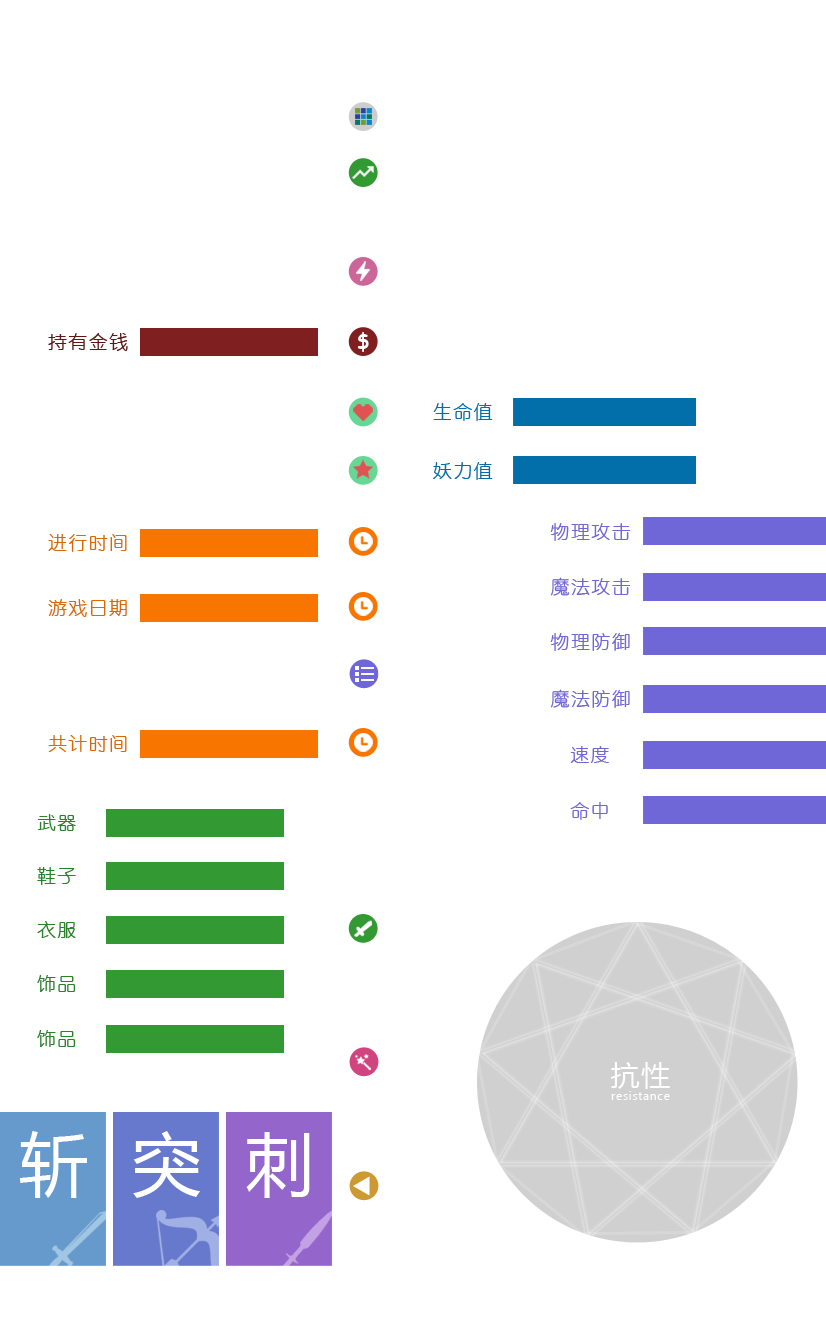 持有金钱
$
生命值
妖力值
进行时间
物理攻击
魔法攻击
游戏日期
物理防御
魔法防御
共计时间
速度
命中
武器
鞋子
衣服
饰品
饰品
抗性
resistance
斩
突
刺